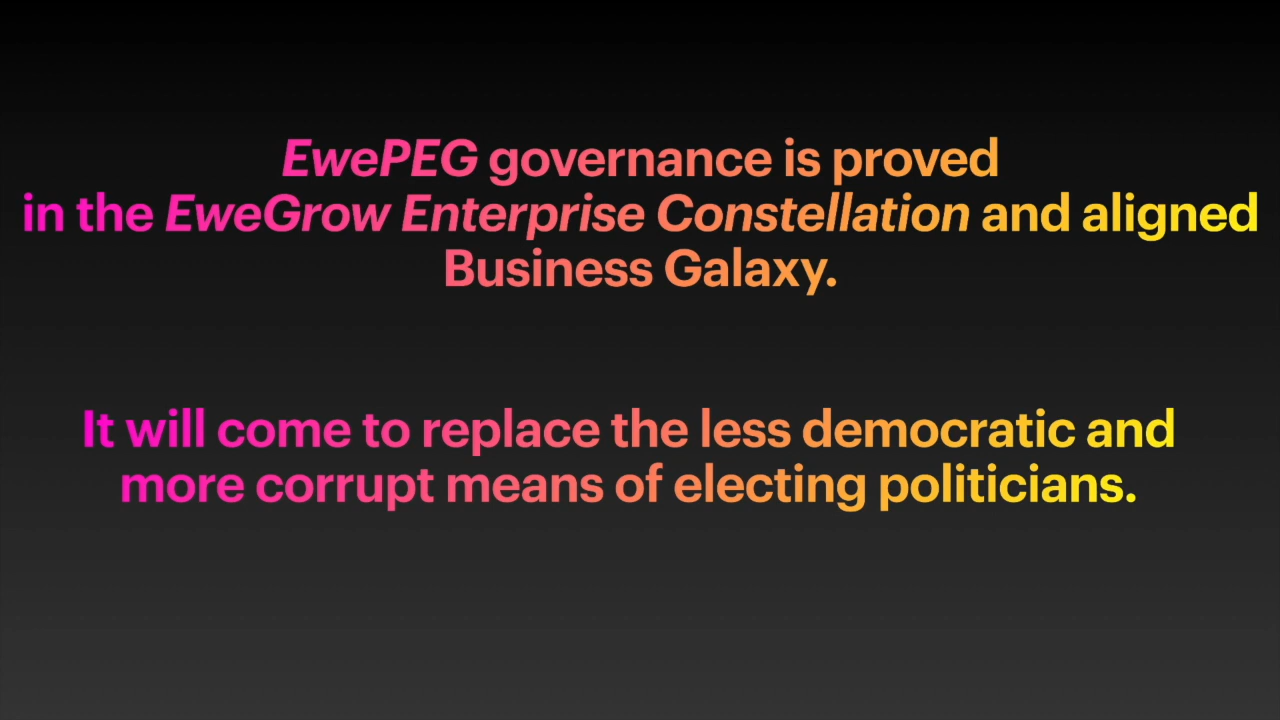 EwePEG governance is proved
in the EweGrow Enterprise Constellation and aligned
Business Galaxy.
It will come to replace the less democratic and
more corrupt means of electing politicians.